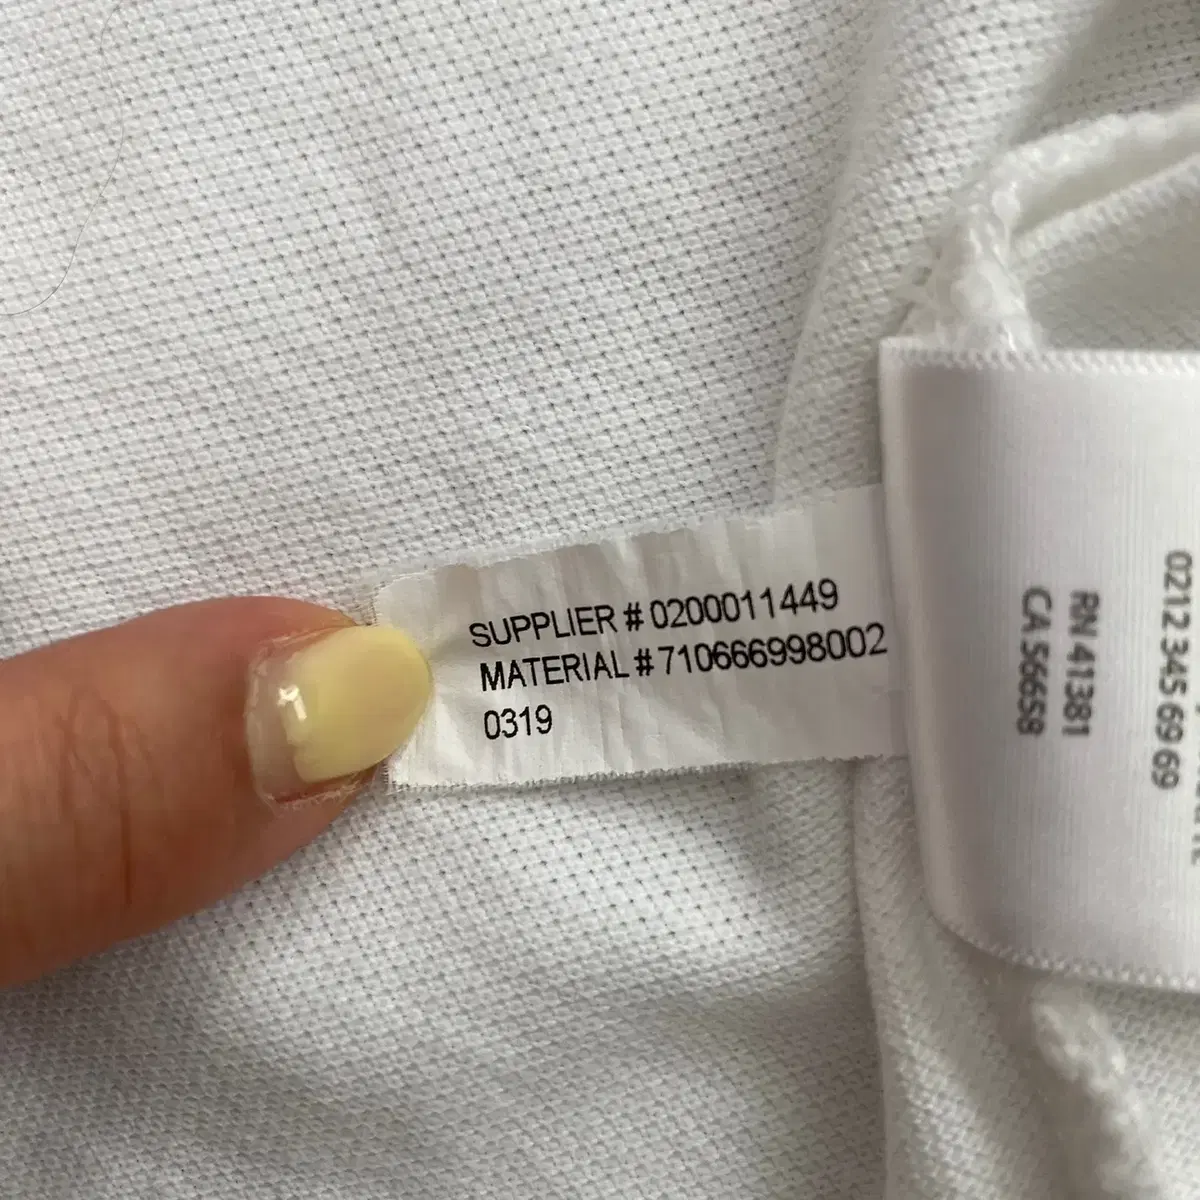 SUPPLIER # 0200011449
MATERIAL # 710666998002
0319
0212 345 69 69
RN 41381
CA 56658